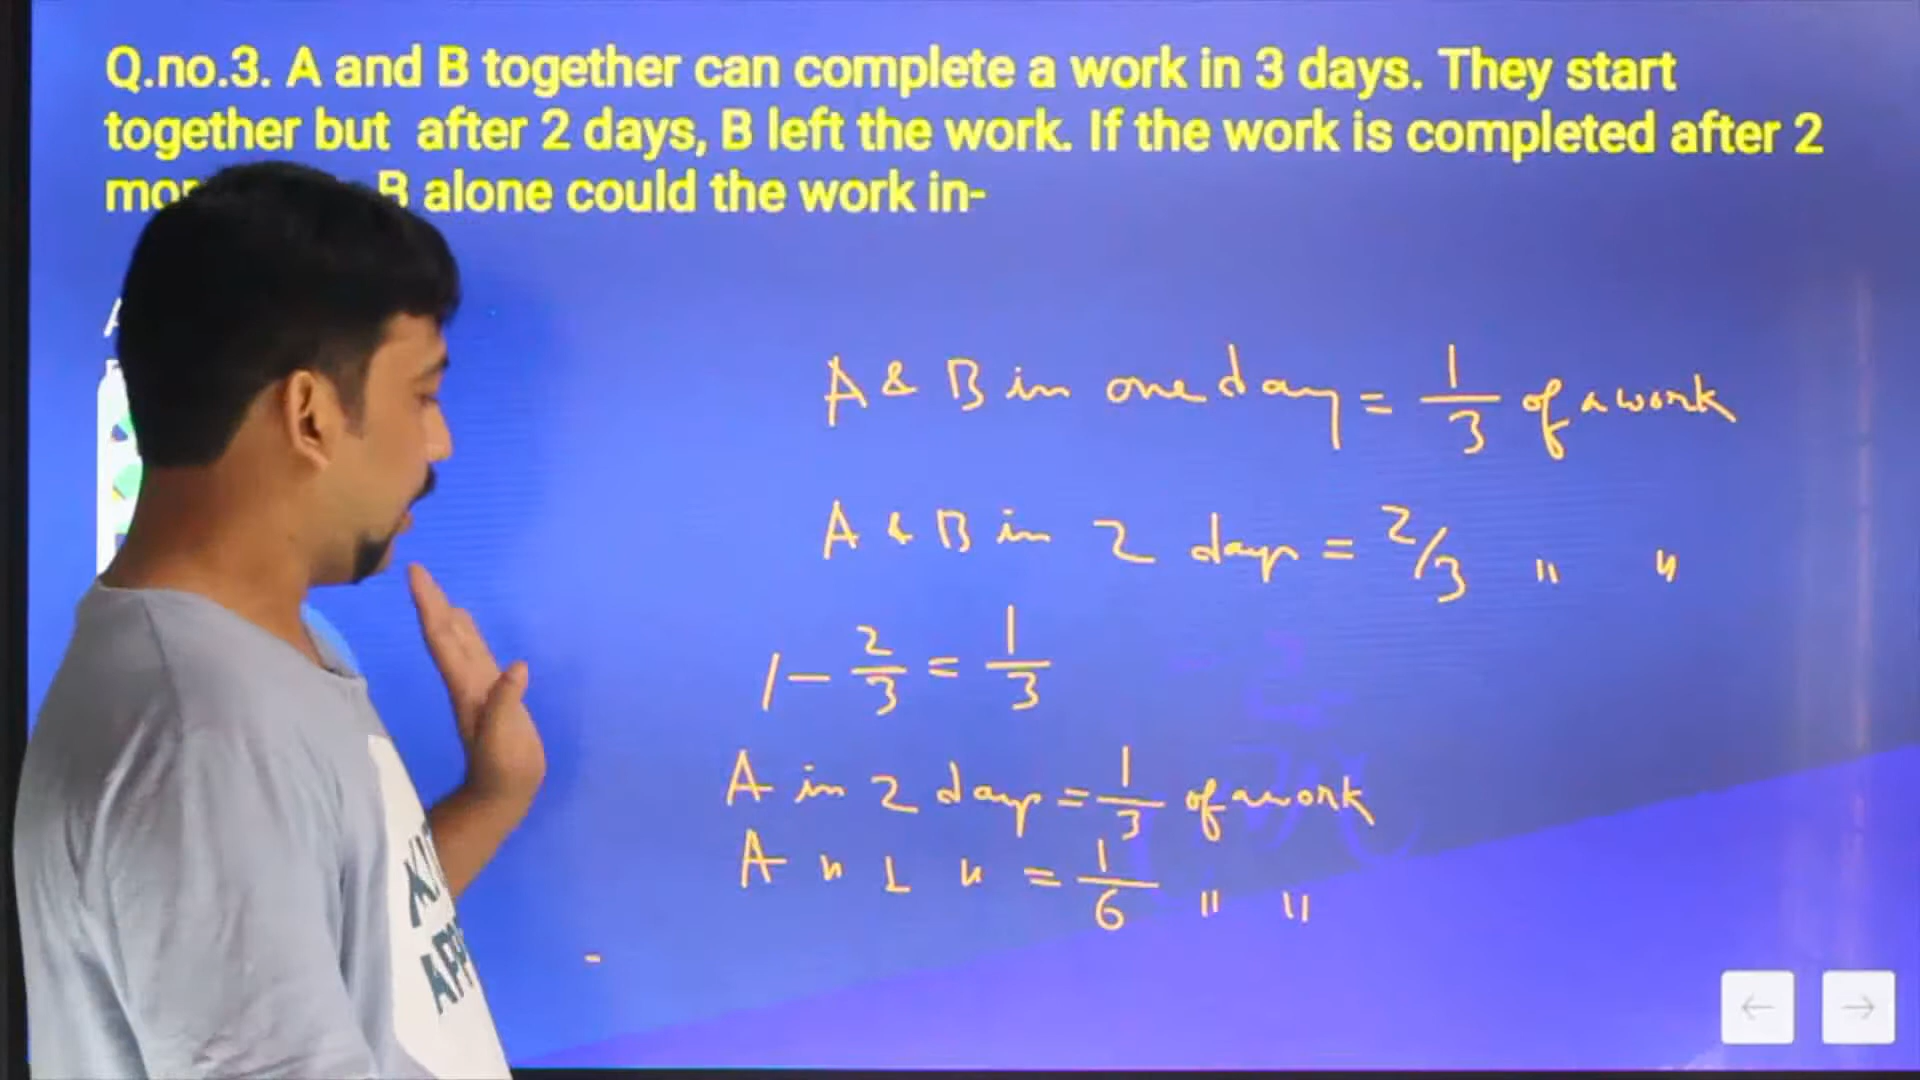 Q.no.3. A and B together can complete a work in 3 days. They start
together but after 2 days, B left the work. If the work is completed after 2
B alone could the work in-
A & B in one day = 1/3 of a work
A & B in 2 days = 2/3 " "
1 - 2/3 = 1/3
A in 2 days = 1/3 of a work
A " 1 " = 1/6 " "
-